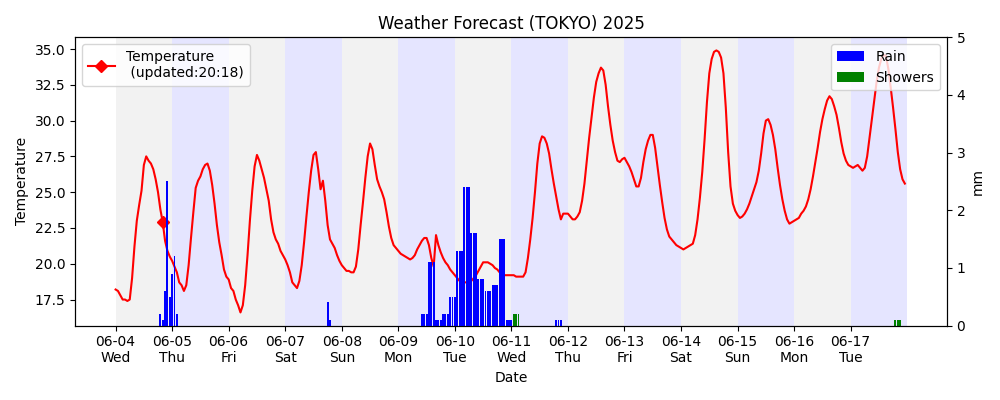 Weather Forecast (TOKYO) 2025
Temperature
(updated:20:18)
Rain
Showers
35.0
32.5
30.0
27.5
25.0
22.5
20.0
17.5
Temperature
5
4
3
2
1
0
mm
06-04 06-05 06-06 06-07 06-08 06-09 06-10 06-11 06-12 06-13 06-14 06-15 06-16 06-17
Wed Thu Fri Sat Sun Mon Tue Wed Thu Fri Sat Sun Mon Tue
Date